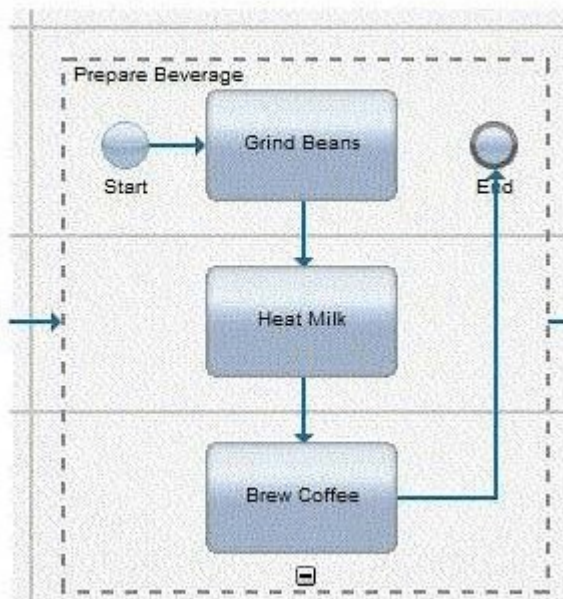 Prepare Beverage
Grind Beans
Start
End
Heat Milk
Brew Coffee